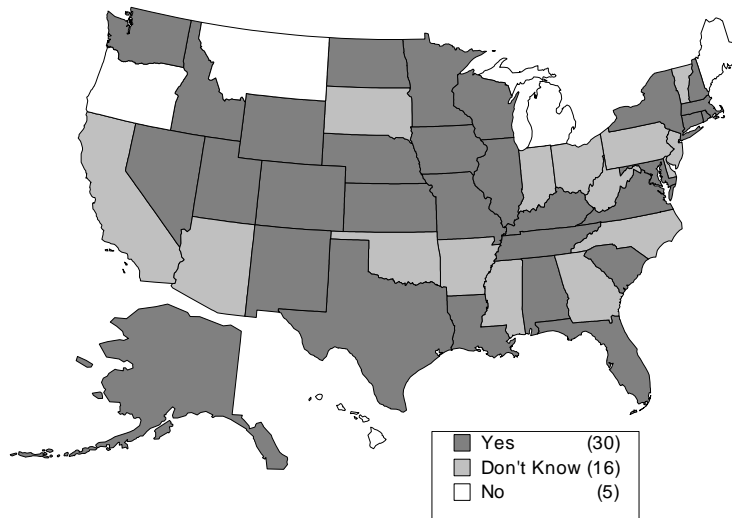 Yes (30)
Don't Know (16)
No (5)